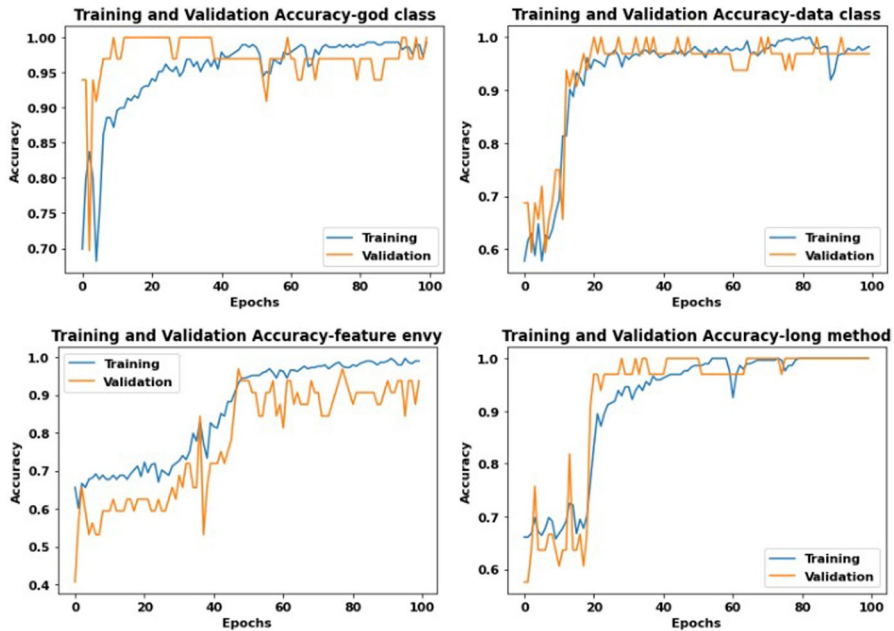 Training and Validation Accuracy-god class
1.00
0.95
0.90
0.85
0.80
0.75
0.70
Accuracy
Training
Validation
0
20
40
60
80
100
Epochs
Training and Validation Accuracy-data class
1.0
0.9
0.8
0.7
0.6
Accuracy
Training
Validation
0
20
40
60
80
100
Epochs
Training and Validation Accuracy-feature envy
1.0
0.9
0.8
0.7
0.6
0.5
0.4
Accuracy
Training
Validation
0
20
40
60
80
100
Epochs
Training and Validation Accuracy-long method
1.0
0.9
0.8
0.7
0.6
Accuracy
Training
Validation
0
20
40
60
80
100
Epochs